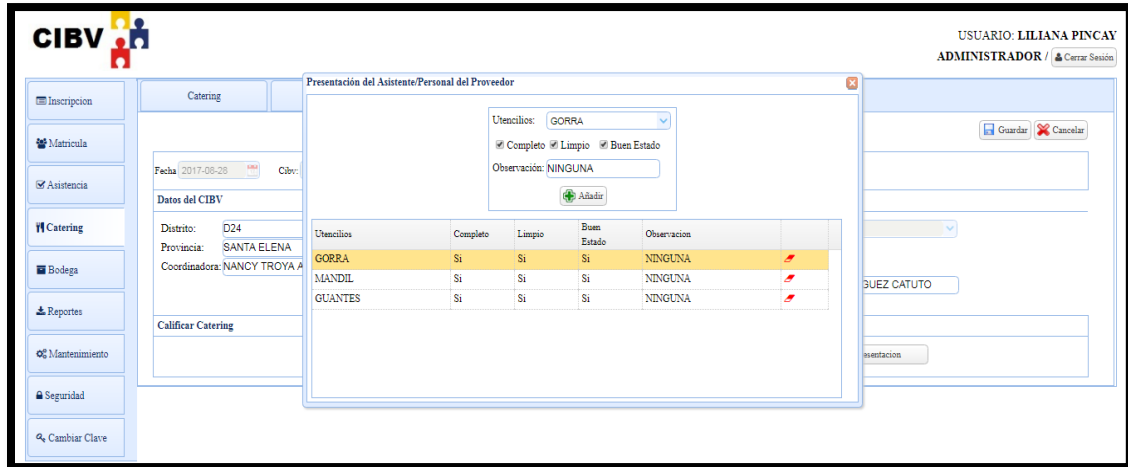 CIBV
USUARIO: LILIANA PINCAY
ADMINISTRADOR / Cerrar Sesión
Inscripcion
Matricula
Asistencia
Catering
Bodega
Reportes
Mantenimiento
Seguridad
Cambiar Clave
Catering
Guardar Cancelar
Fecha 2017-08-28 Cibv:
Datos del CIBV
Distrito: D24
Provincia: SANTA ELENA
Coordinadora: NANCY TROYA A
GUEZ CATUTO
Calificar Catering
esentacion
Presentación del Asistente/Personal del Proveedor
Utencilios: GORRA
Completo Limpio Buen Estado
Observación: NINGUNA
Añadir
Utencilios Completo Limpio Buen Estado Observacion
GORRA Si Si Si NINGUNA
MANDIL Si Si Si NINGUNA
GUANTES Si Si Si NINGUNA